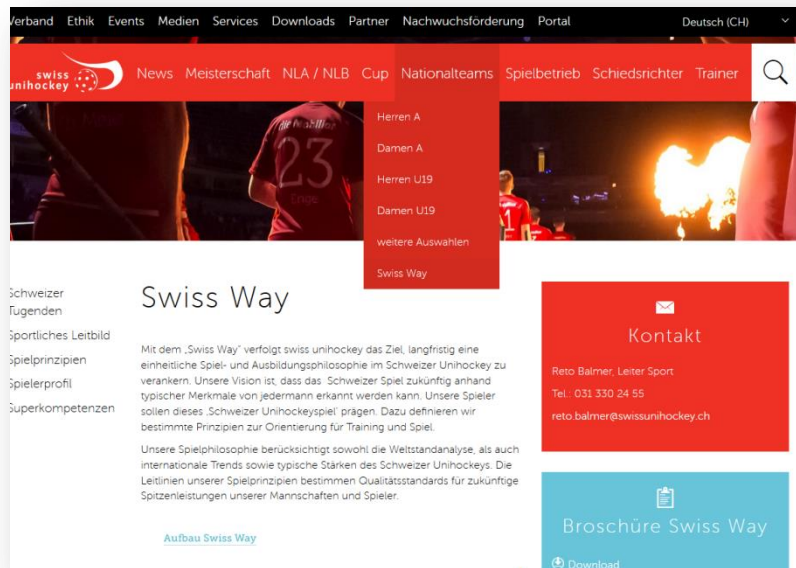 Verband Ethik Events Medien Services Downloads Partner Nachwuchsförderung Portal Deutsch (CH)
swiss
unihockey
News Meisterschaft NLA / NLB Cup Nationalteams Spielbetrieb Schiedsrichter Trainer
Herren A
Damen A
Herren U19
Damen U19
weitere Auswahlen
Swiss Way
die Mobiliar
23
Enge
1
Schweizer
Tugenden
Sportliches Leitbild
Spielprinzipien
Spielerprofil
Superkompetenzen
Swiss Way
Mit dem „Swiss Way" verfolgt swiss unihockey das Ziel, langfristig eine
einheitliche Spiel- und Ausbildungsphilosophie im Schweizer Unihockey zu
verankern. Unsere Vision ist, dass das Schweizer Spiel zukünftig anhand
typischer Merkmale von jedermann erkannt werden kann. Unsere Spieler
sollen dieses ‚Schweizer Unihockeyspiel' prägen. Dazu definieren wir
bestimmte Prinzipien zur Orientierung für Training und Spiel.
Unsere Spielphilosophie berücksichtigt sowohl die Weltstandanalyse, als auch
internationale Trends sowie typische Stärken des Schweizer Unihockeys. Die
Leitlinien unserer Spielprinzipien bestimmen Qualitätsstandards für zukünftige
Spitzenleistungen unserer Mannschaften und Spieler.
Aufbau Swiss Way
Kontakt
Reto Balmer, Leiter Sport
Tel.: 031 330 24 55
reto.balmer@swissunihockey.ch
Broschüre Swiss Way
Download